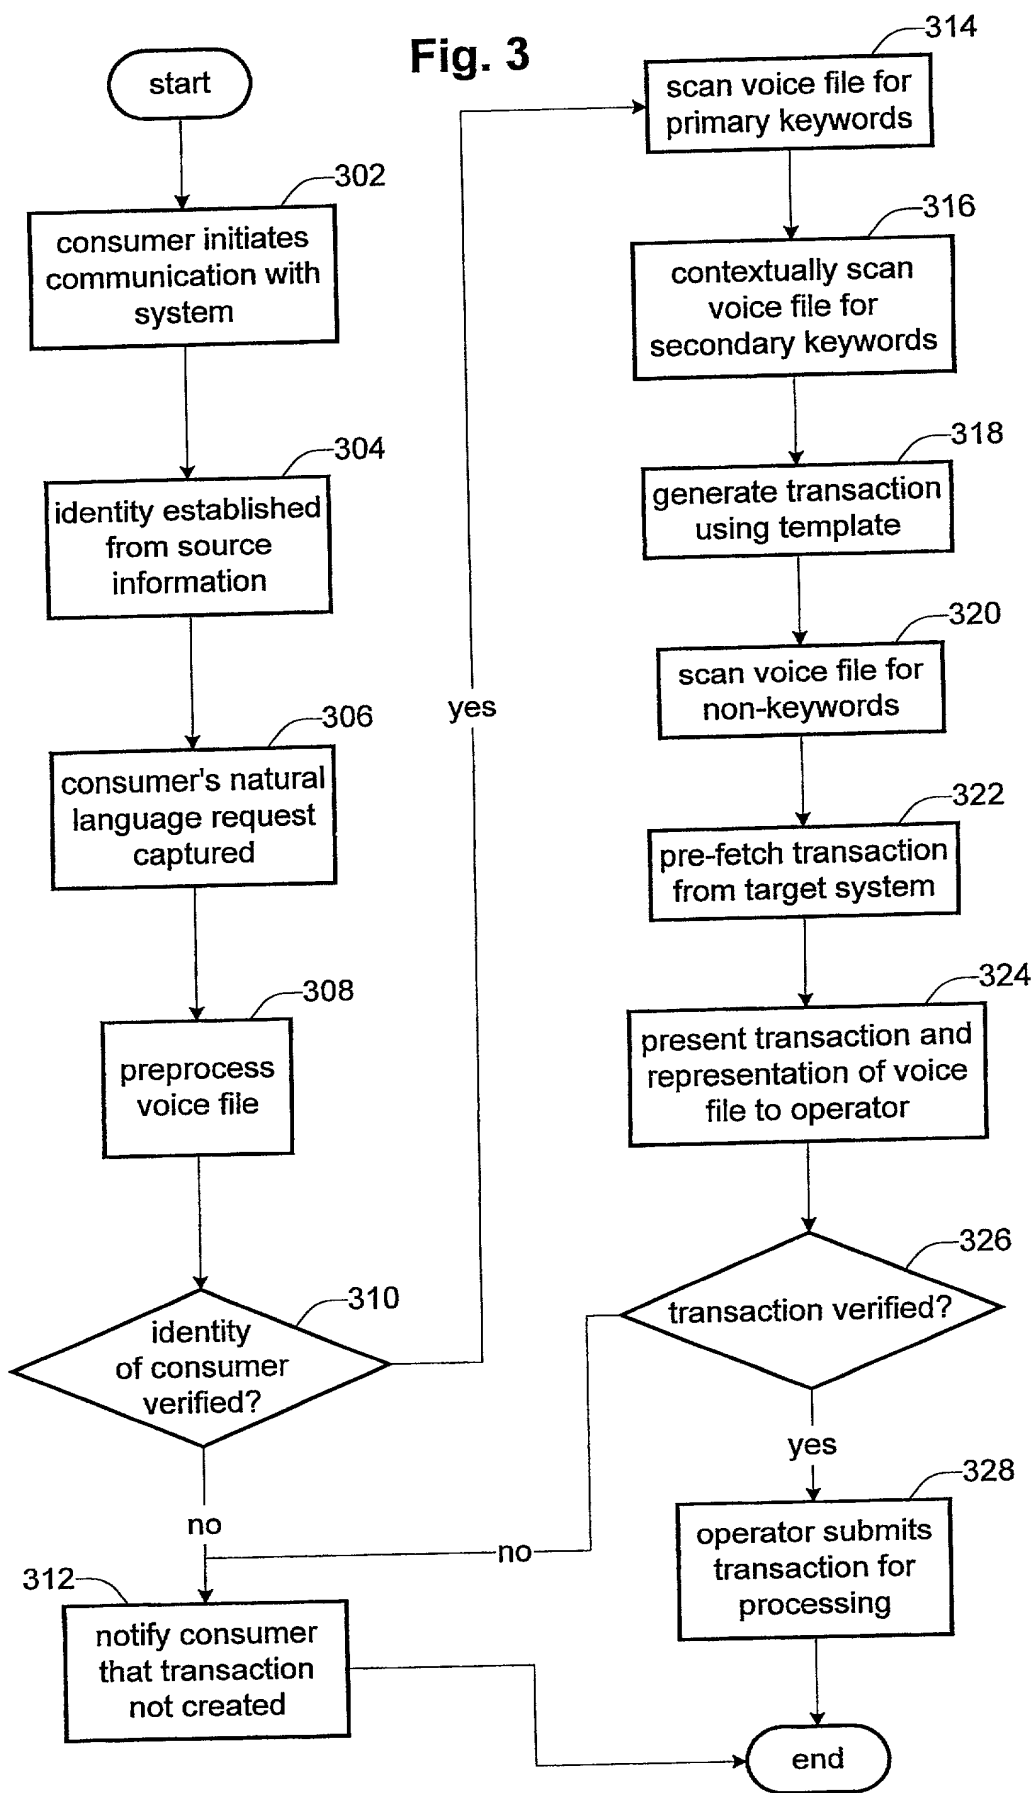 Fig. 3
start
302
consumer initiates
communication with
system
304
identity established
from source
information
306
consumer's natural
language request
captured
308
preprocess
voice file
310
identity
of consumer
verified?
yes
no
312
notify consumer
that transaction
not created
314
scan voice file for
primary keywords
316
contextually scan
voice file for
secondary keywords
318
generate transaction
using template
320
scan voice file for
non-keywords
322
pre-fetch transaction
from target system
324
present transaction and
representation of voice
file to operator
326
transaction verified?
no
yes
328
operator submits
transaction for
processing
end